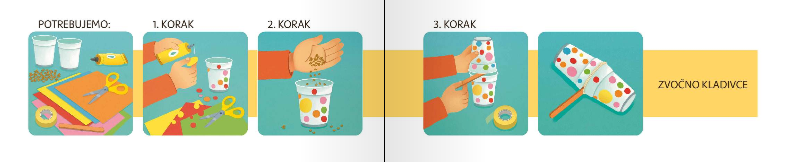 POTREBUJEMO:
1. KORAK
2. KORAK
3. KORAK
ZVOČNO KLADIVCE